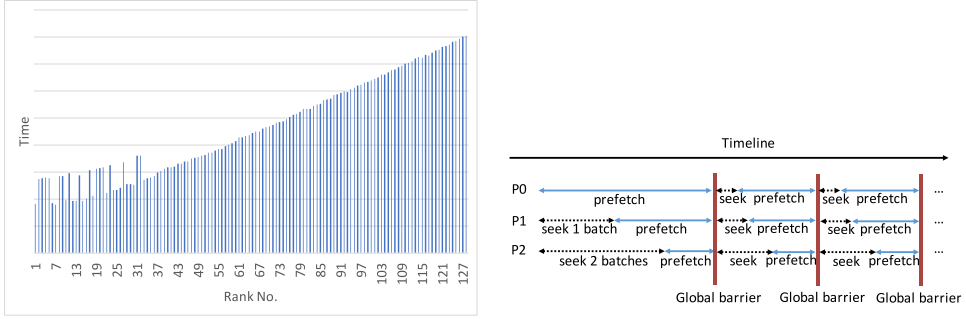 Time
1 7 13 19 25 31 37 43 49 55 61 67 73 79 85 91 97 103 109 115 121 127
Rank No.
Timeline
P0
prefetch
seek prefetch
seek prefetch
...
P1
seek 1 batch prefetch
seek prefetch
seek prefetch
...
P2
seek 2 batches prefetch
seek prefetch
seek prefetch
...
Global barrier Global barrier Global barrier